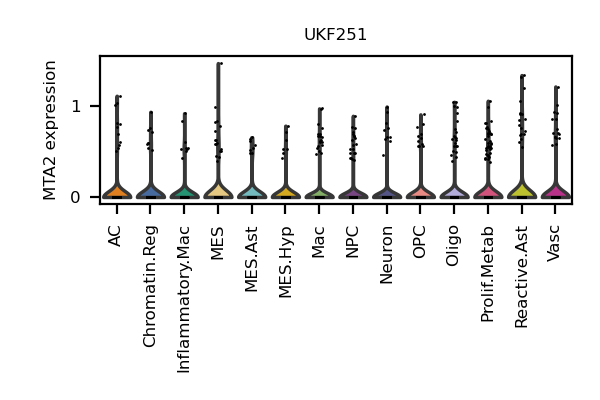 UKF251
MTA2 expression
1
0
AC
Chromatin.Reg
Inflammatory.Mac
MES
MES.Ast
MES.Hyp
Mac
NPC
Neuron
OPC
Oligo
Prolif.Metab
Reactive.Ast
Vasc